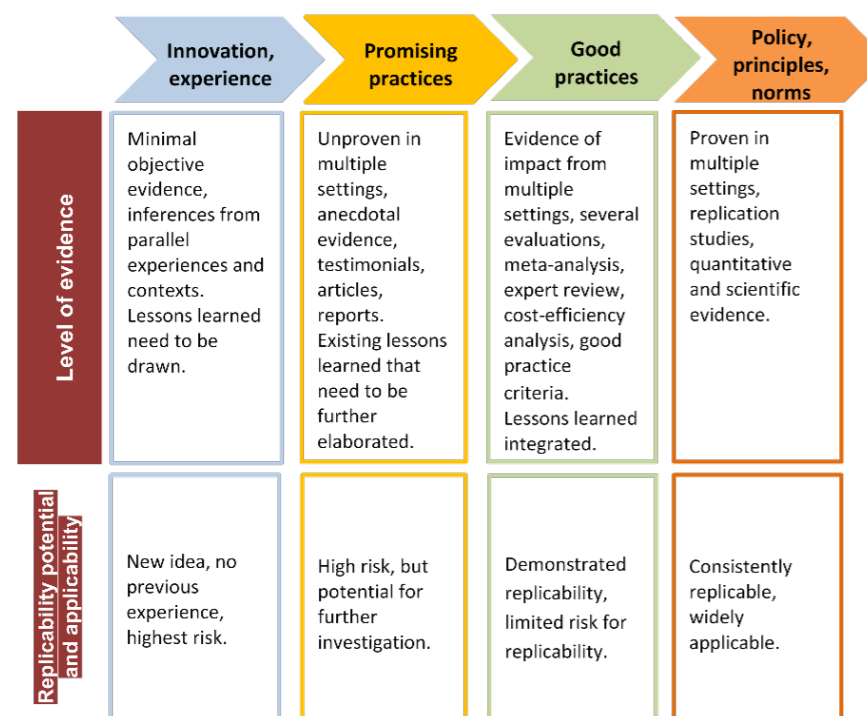 Innovation,
experience
Promising
practices
Good
practices
Policy,
principles,
norms
Level of evidence
Minimal
objective
evidence,
inferences from
parallel
experiences and
contexts.
Lessons learned
need to be
drawn.
Unproven in
multiple
settings,
anecdotal
evidence,
testimonials,
articles,
reports.
Existing lessons
learned that
need to be
further
elaborated.
Evidence of
impact from
multiple
settings, several
evaluations,
meta-analysis,
expert review,
cost-efficiency
analysis, good
practice
criteria.
Lessons learned
integrated.
Proven in
multiple
settings,
replication
studies,
quantitative
and scientific
evidence.
Replicability potential
and applicability
New idea, no
previous
experience,
highest risk.
High risk, but
potential for
further
investigation.
Demonstrated
replicability,
limited risk for
replicability.
Consistently
replicable,
widely
applicable.